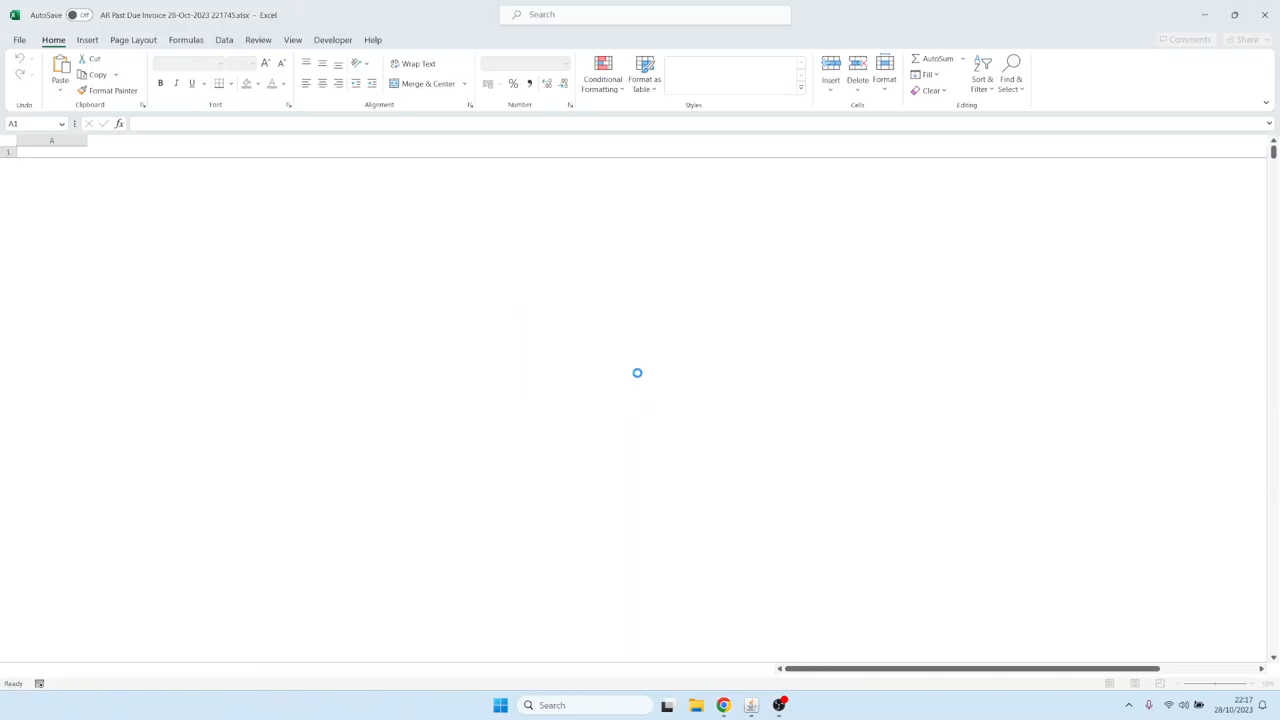 AutoSave Off AR Past Due Invoice 28-Oct-2023 221745.xlsx - Excel Search
File Home Insert Page Layout Formulas Data Review View Developer Help Comments Share
Cut
Copy
Format Painter
Paste
Undo Clipboard
B I U A A A
Font
Wrap Text
Merge & Center
Alignment
% ,
Number
Conditional Formatting
Format as Table
Styles
Insert Delete Format
Cells
AutoSum
Fill
Clear
Sort & Filter
Find & Select
Editing
A1 fx
A
1
Ready
10%
Search
22:17
28/10/2023